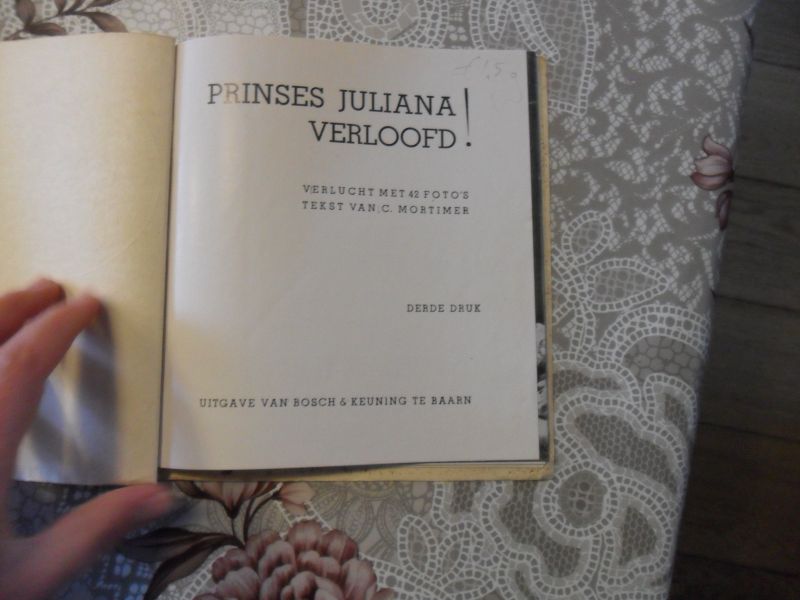 PRINSES JULIANA
VERLOOFD!
VERLUCHT MET 42 FOTO'S
TEKST VAN C. MORTIMER
DERDE DRUK
UITGAVE VAN BOSCH & KEUNING TE BAARN